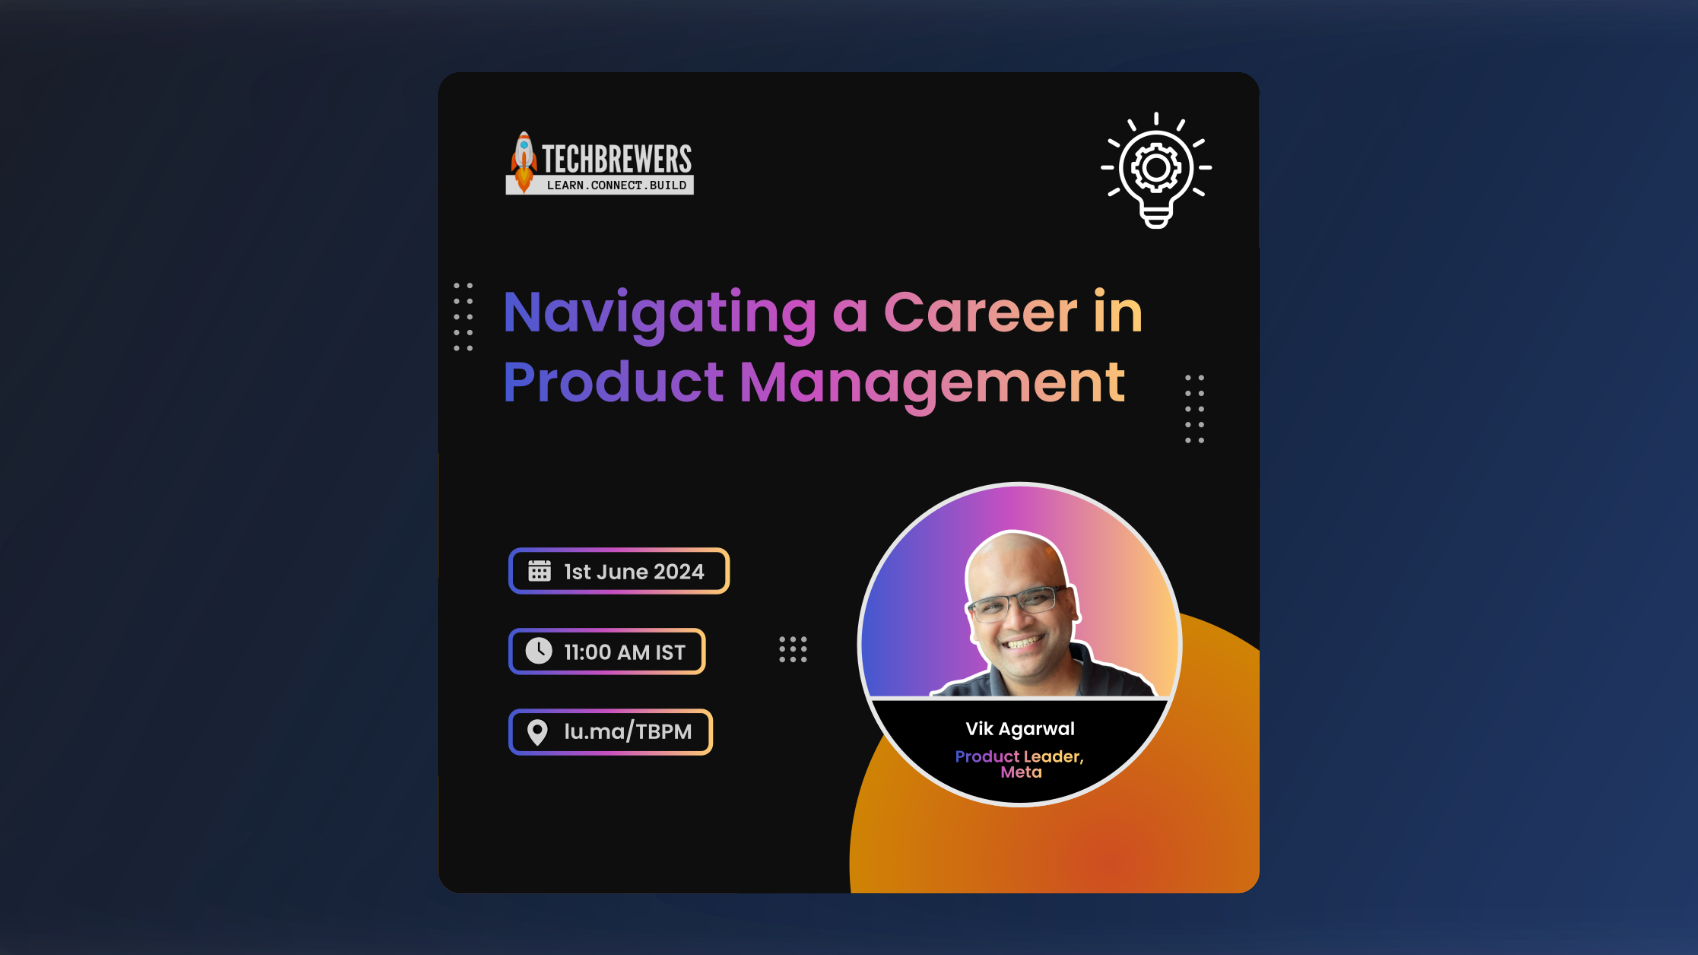 TECHBREWERS
LEARN.CONNECT.BUILD
Navigating a Career in
Product Management
1st June 2024
11:00 AM IST
lu.ma/TBPM
Vik Agarwal
Product Leader,
Meta